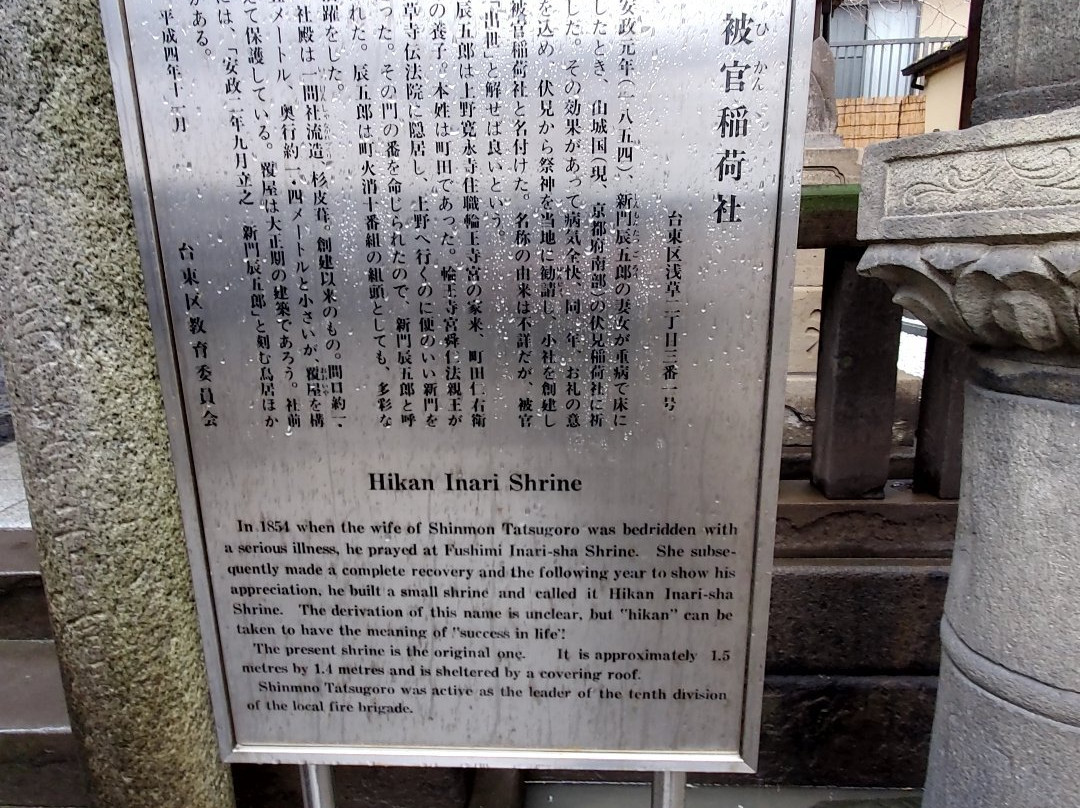 被官稲荷社
台東区浅草二丁目三番一号
安政元年(一八五四)、新門辰五郎の妻女が重病で床に
したとき、山城国(現、京都府南部)の伏見稲荷社に祈
した。その効果があって病気全快、同二年、お礼の意
を込め、伏見から祭神を当地に勧請し、小社を創建し
被官稲荷社と名付けた。名称の由来は不詳だが、被官
「出世」と解せば良いという。
辰五郎は上野寛永寺住職輪王寺宮の家来、町田仁右衛
の養子。本姓は町田であった。輪王寺宮舜仁法親王が
草寺伝法院に隠居し、上野へ行くのに便のいい新門を
った。その門の番を命じられたので、新門辰五郎と呼
れた。辰五郎は町火消十番組の組頭としても、多彩な
躍をした。
社殿は一間社流造、杉皮葺。創建以来のもの。間口約一・
メートル、奥行約一・四メートルと小さいが、覆屋を構
て保護している。覆屋は大正期の建築であろう。社前
には、「安政二年九月立之 新門辰五郎」と刻む鳥居ほか
がある。
平成四年十一月
台東区教育委員会
Hikan Inari Shrine
In 1854 when the wife of Shinmon Tatsugoro was bedridden with
a serious illness, he prayed at Fushimi Inari-sha Shrine. She subse-
quently made a complete recovery and the following year to show his
appreciation, he built a small shrine and called it Hikan Inari-sha
Shrine. The derivation of this name is unclear, but "hikan" can be
taken to have the meaning of "success in life"!
The present shrine is the original one. It is approximately 1.5
metres by 1.4 metres and is sheltered by a covering roof.
Shinmno Tatsugoro was active as the leader of the tenth division
of the local fire brigade.